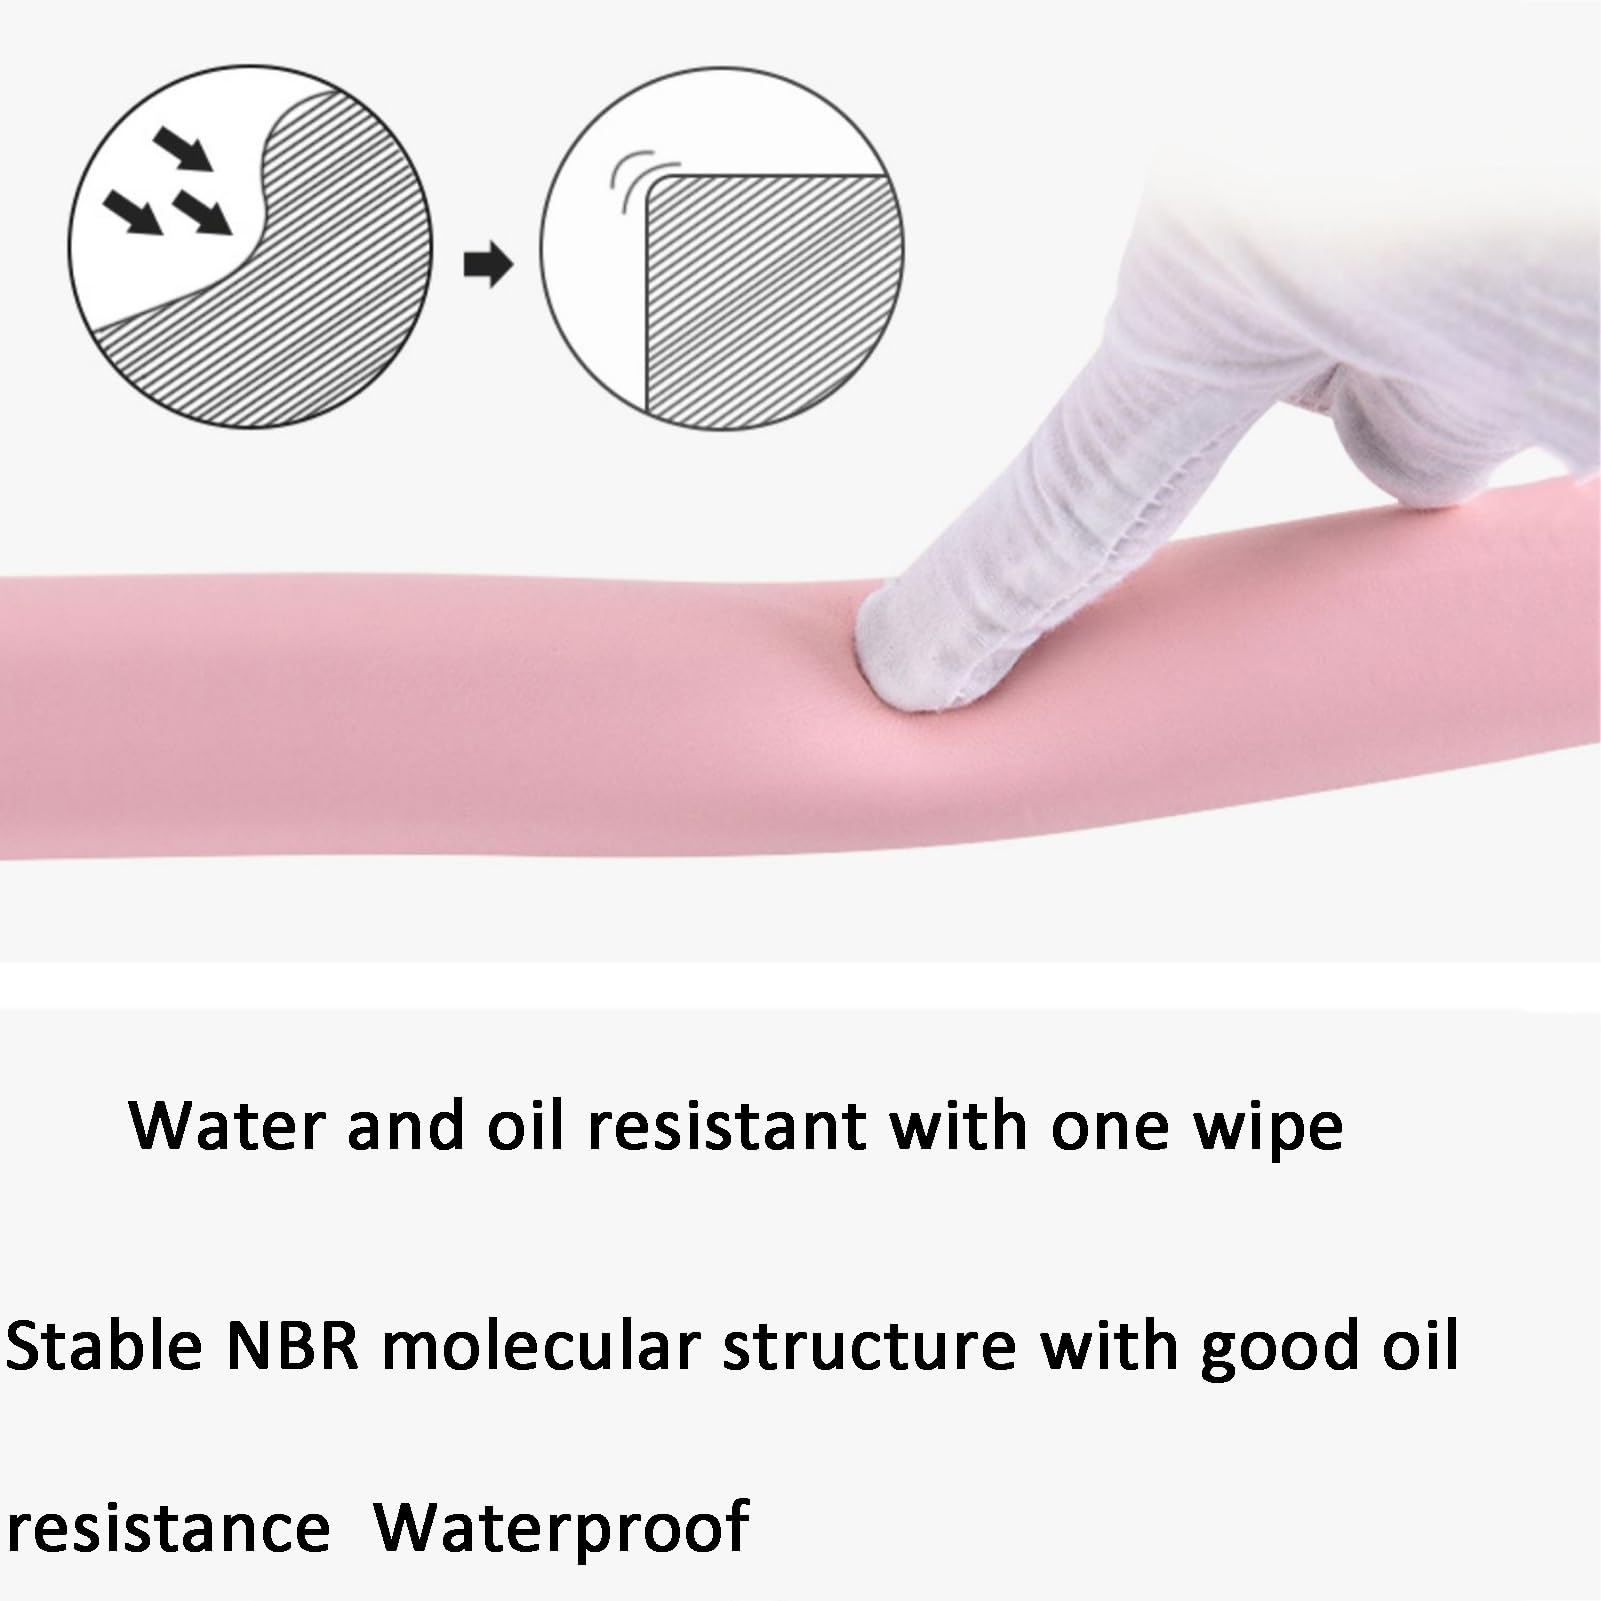 Water and oil resistant with one wipe
Stable NBR molecular structure with good oil
resistance Waterproof